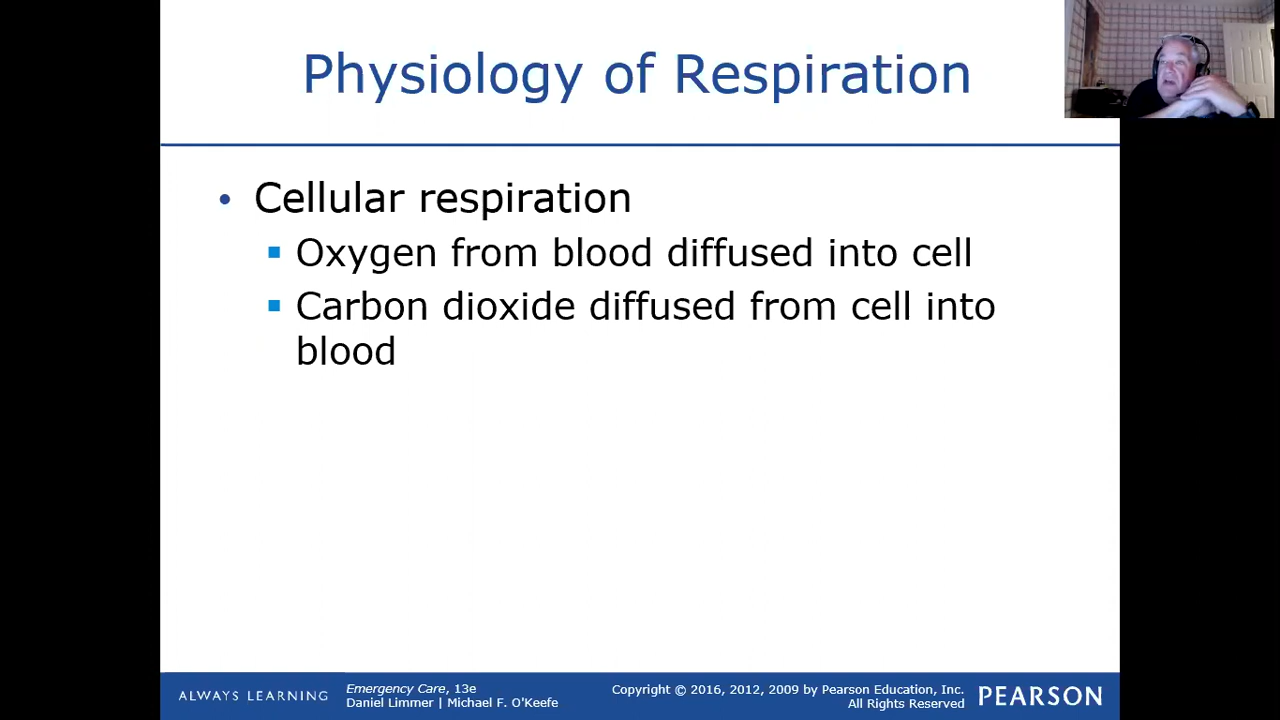 Physiology of Respiration
• Cellular respiration
▪ Oxygen from blood diffused into cell
▪ Carbon dioxide diffused from cell into
blood
ALWAYS LEARNING
Emergency Care, 13e
Daniel Limmer | Michael F. O'Keefe
Copyright © 2016, 2012, 2009 by Pearson Education, Inc.
All Rights Reserved
PEARSON